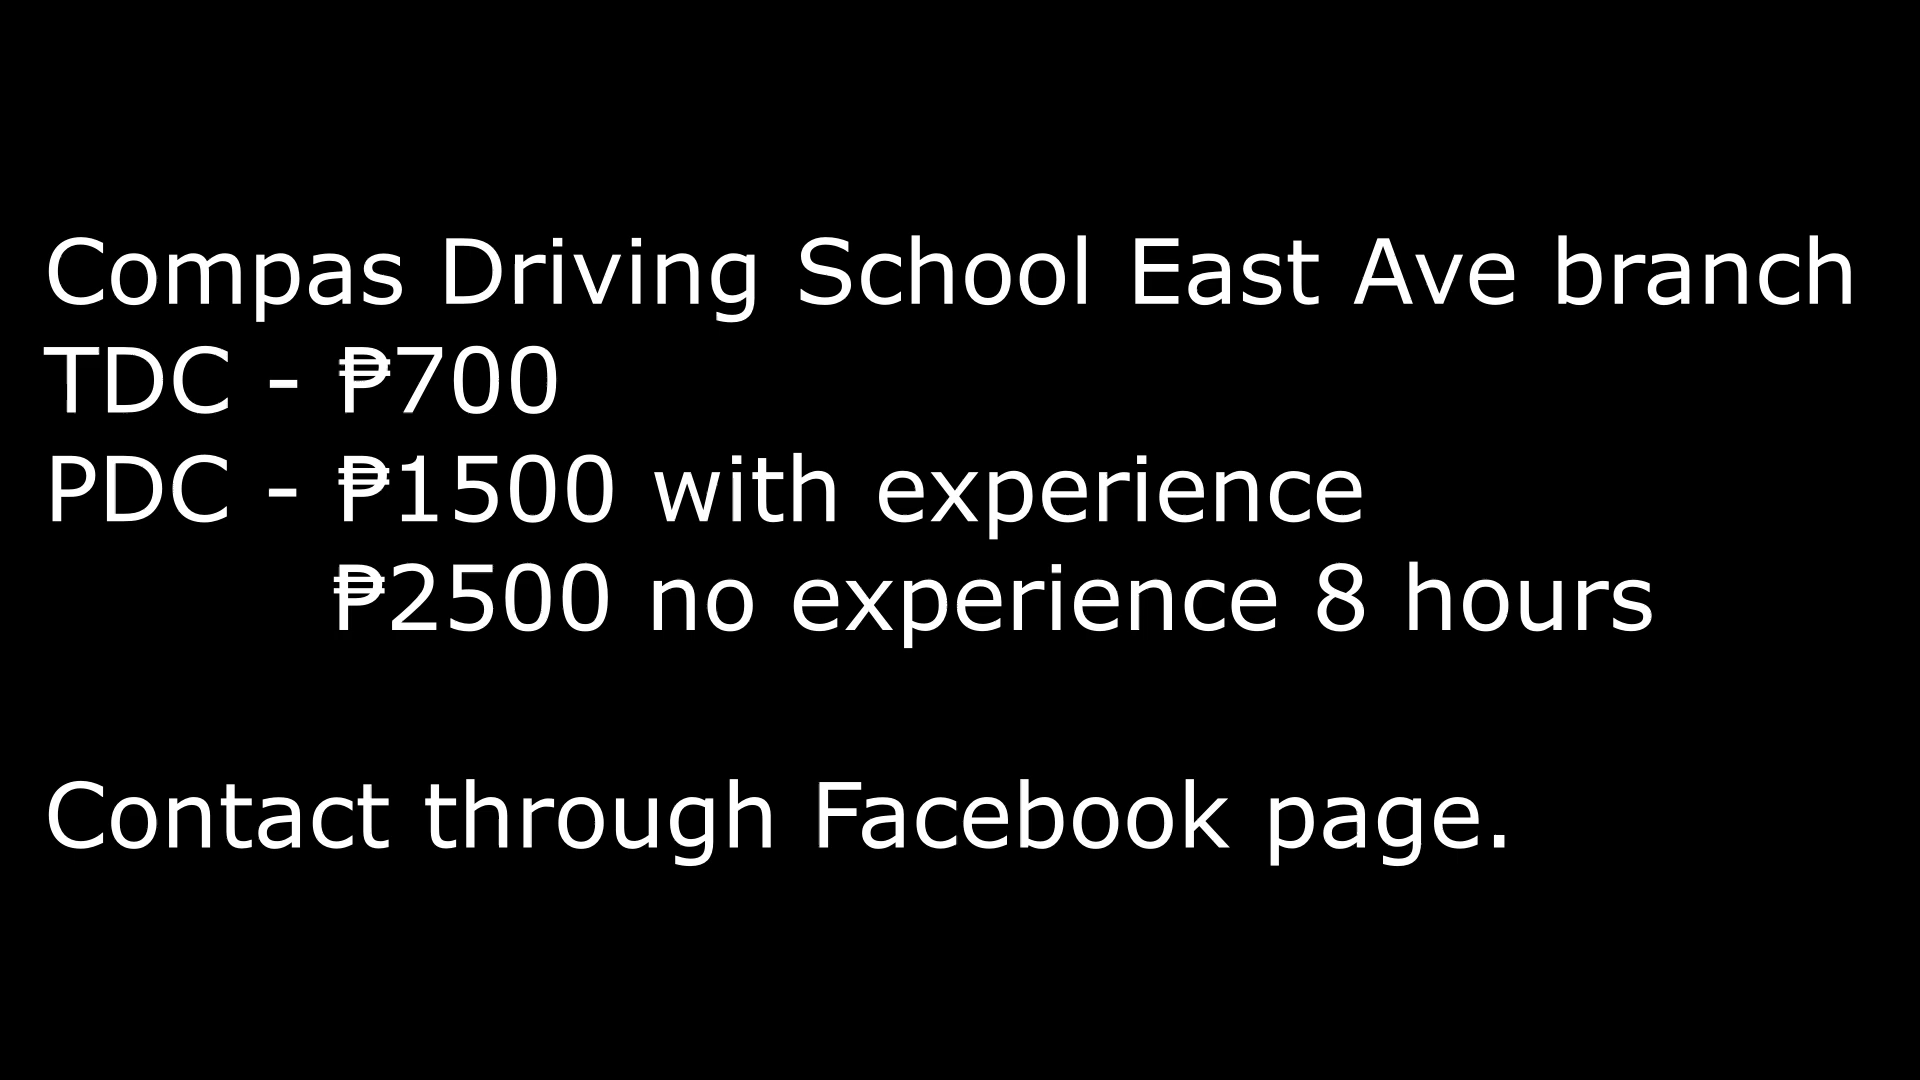 Compas Driving School East Ave branch
TDC - ₱700
PDC - ₱1500 with experience
₱2500 no experience 8 hours
Contact through Facebook page.